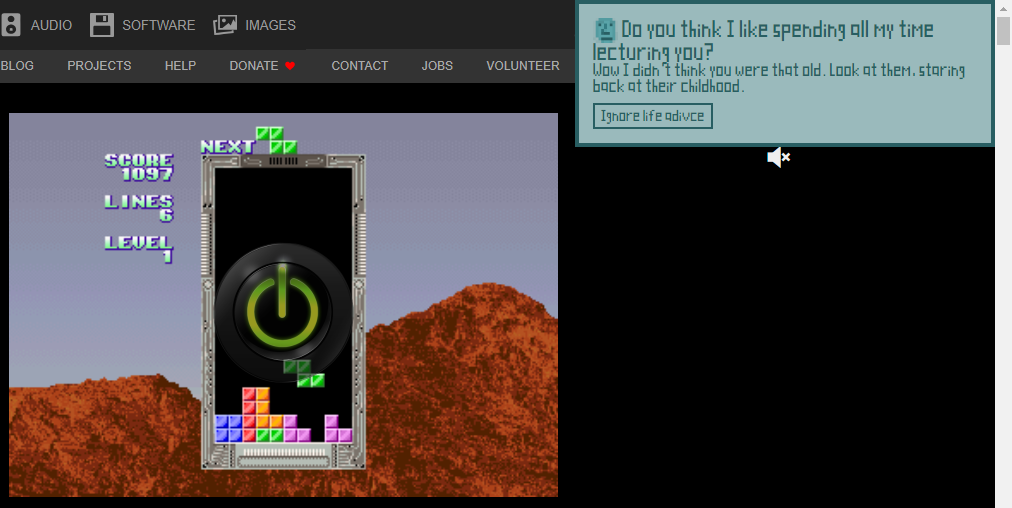 AUDIO SOFTWARE IMAGES
BLOG PROJECTS HELP DONATE CONTACT JOBS VOLUNTEER
Do you think I like spending all my time
lecturing you?
Wow I didn't think you were that old. Look at them, staring
back at their childhood.
Ignore life adivce
NEXT
SCORE
1097
LINES
6
LEVEL
1